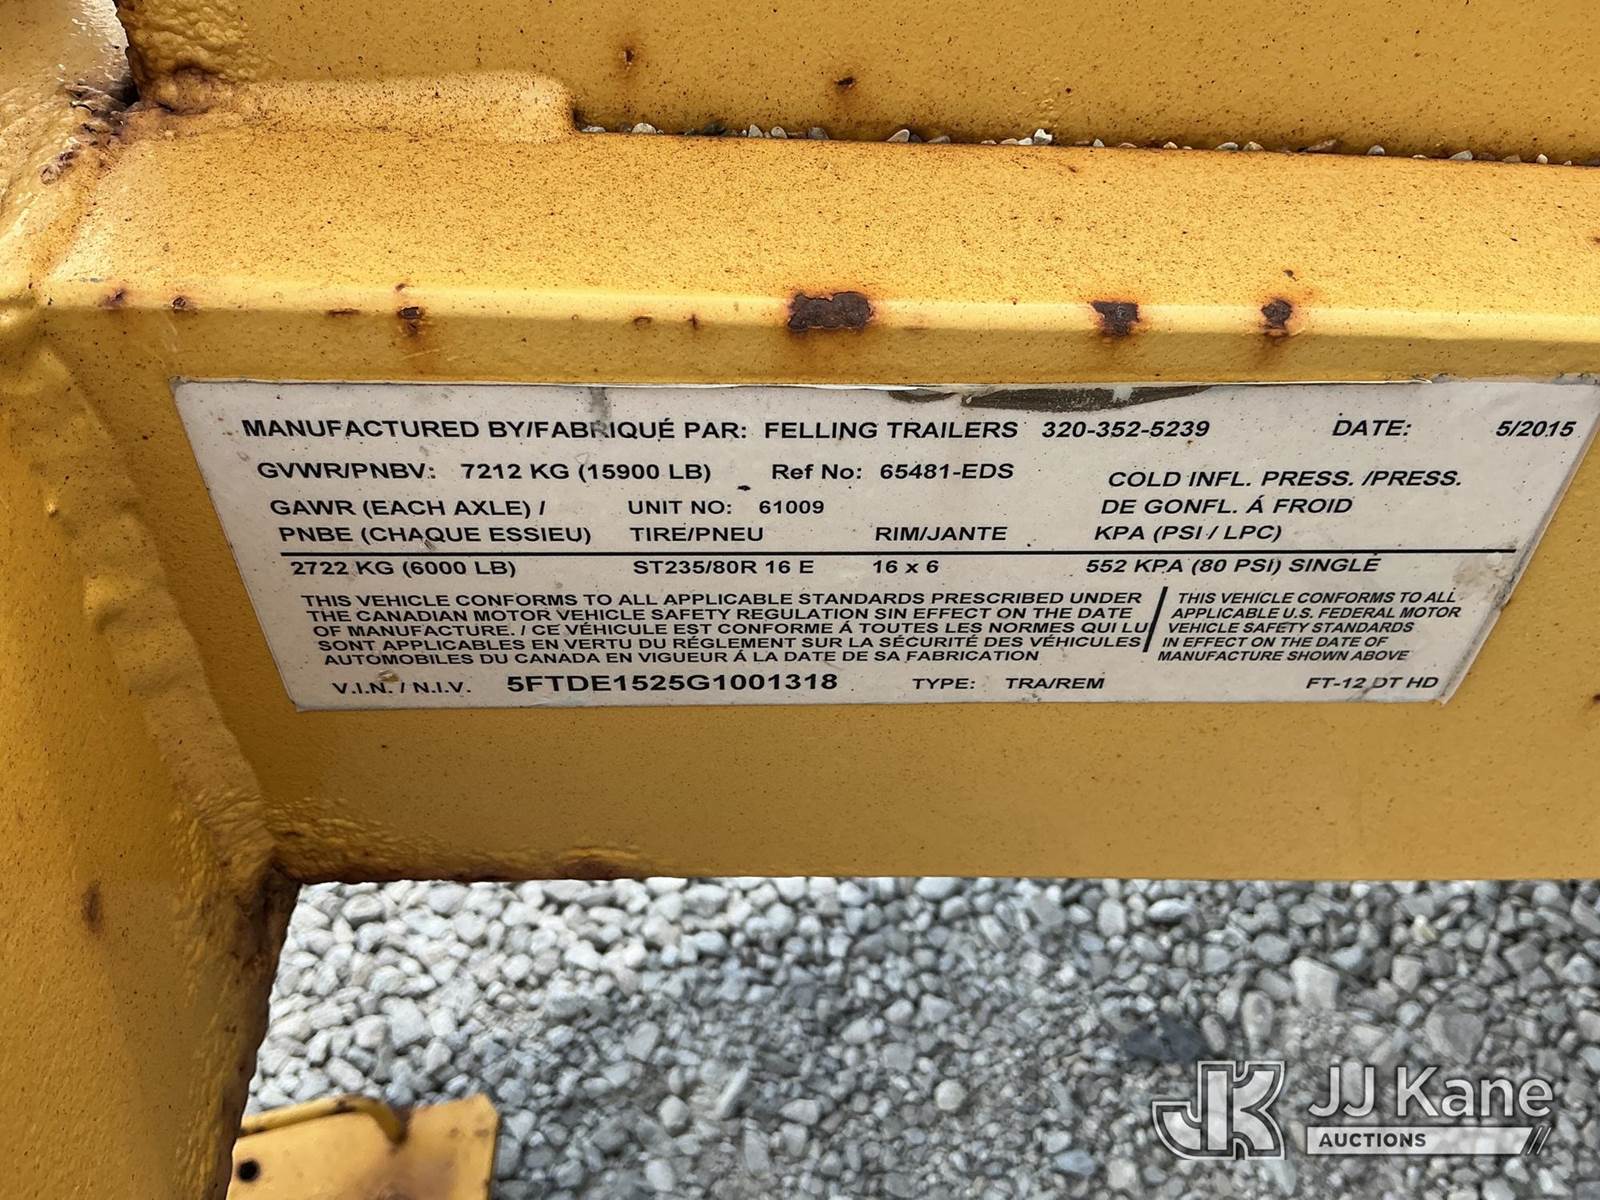 MANUFACTURED BY/FABRIQUÉ PAR: FELLING TRAILERS 320-352-5239 DATE: 5/2015
GVWR/PNBV: 7212 KG (15900 LB) Ref No: 65481-EDS COLD INFL. PRESS. /PRESS.
GAWR (EACH AXLE) / UNIT NO: 61009 DE GONFL. Á FROID
PNBE (CHAQUE ESSIEU) TIRE/PNEU RIM/JANTE KPA (PSI / LPC)
2722 KG (6000 LB) ST235/80R 16 E 16 x 6 552 KPA (80 PSI) SINGLE
THIS VEHICLE CONFORMS TO ALL APPLICABLE STANDARDS PRESCRIBED UNDER
THE CANADIAN MOTOR VEHICLE SAFETY REGULATION SIN EFFECT ON THE DATE
OF MANUFACTURE. / CE VÉHICULE EST CONFORME Á TOUTES LES NORMES QUI LU
SONT APPLICABLES EN VERTU DU RÉGLEMENT SUR LA SÉCURITÉ DES VÉHICULES
AUTOMOBILES DU CANADA EN VIGUEUR Á LA DATE DE SA FABRICATION
THIS VEHICLE CONFORMS TO ALL
APPLICABLE U.S. FEDERAL MOTOR
VEHICLE SAFETY STANDARDS
IN EFFECT ON THE DATE OF
MANUFACTURE SHOWN ABOVE
V.I.N. / N.I.V. 5FTDE1525G1001318 TYPE: TRA/REM FT-12 DT HD
JK JJ Kane
AUCTIONS